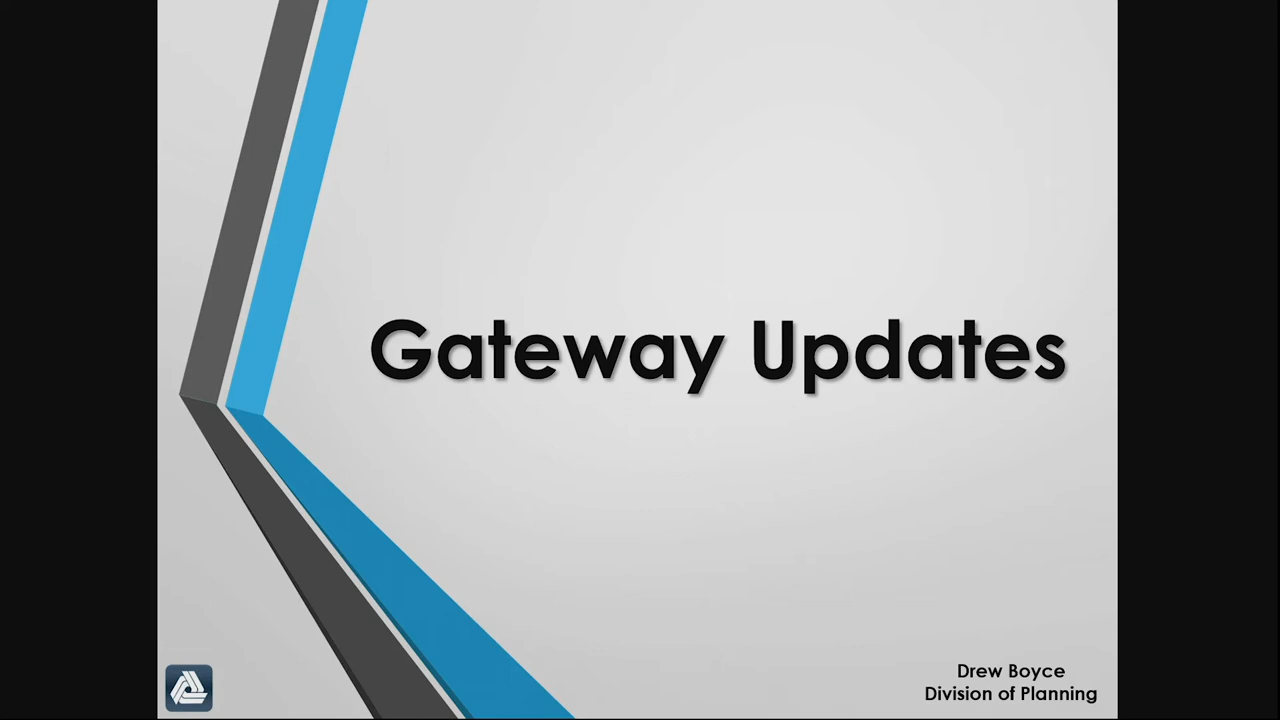 Gateway Updates
Drew Boyce
Division of Planning